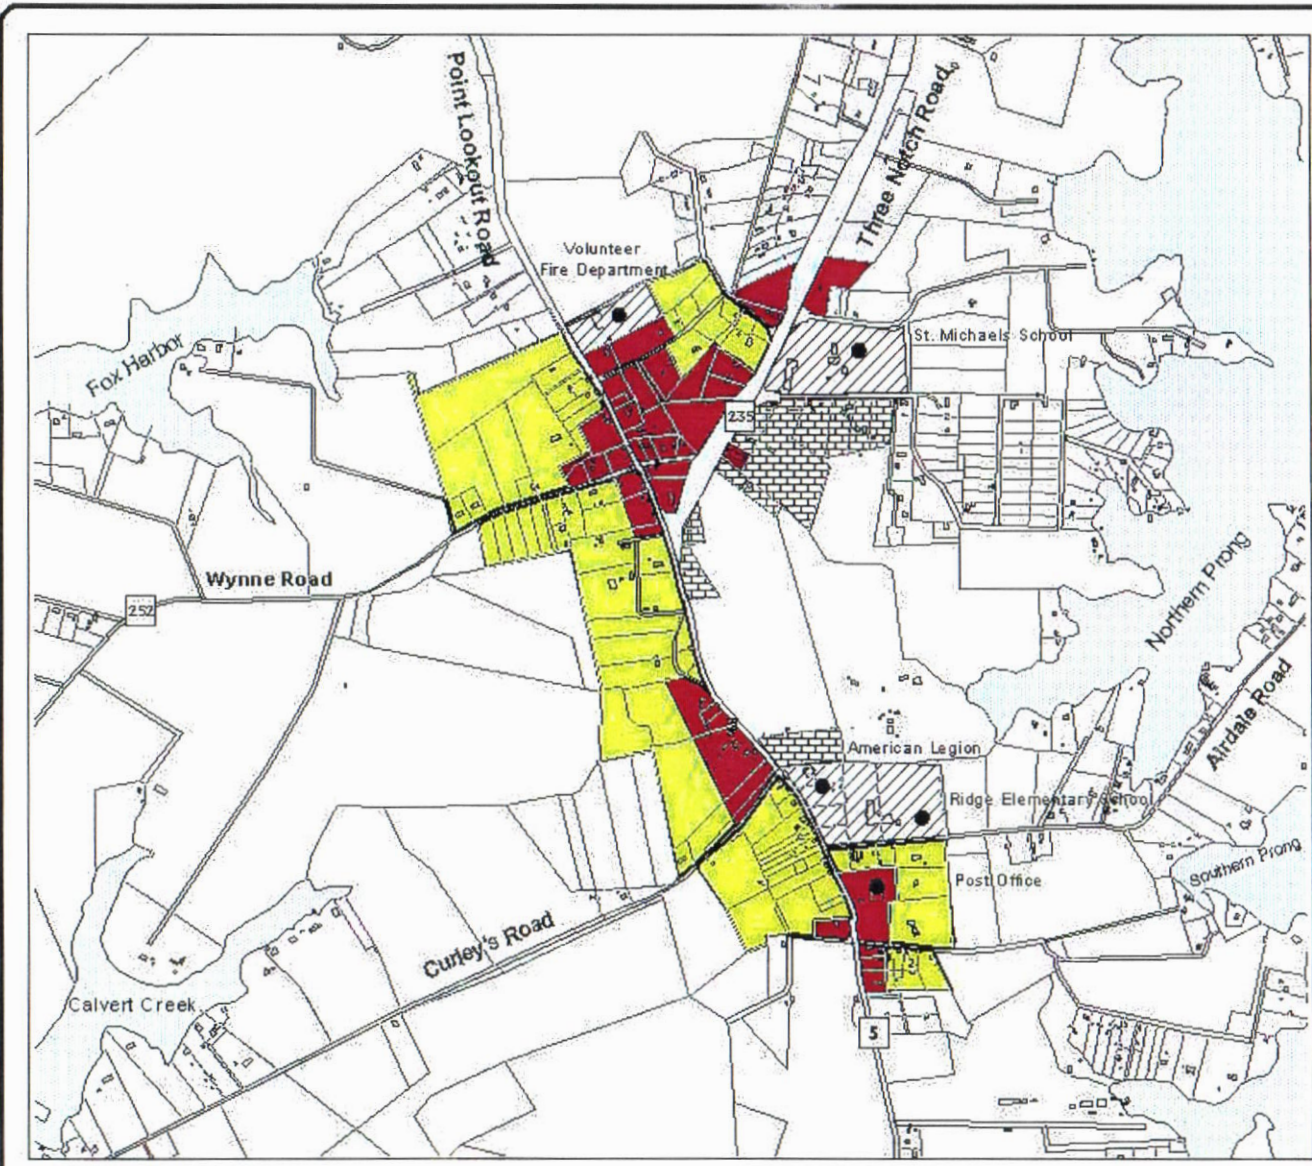 Point Lookout Road
Three Notch Road
Volunteer
Fire Department
St. Michaels School
Fox Harbor
235
Wynne Road
252
Northern Prong
Airdale Road
American Legion
Ridge Elementary School
Southern Prong
Post Office
Curley's Road
Calvert Creek
5